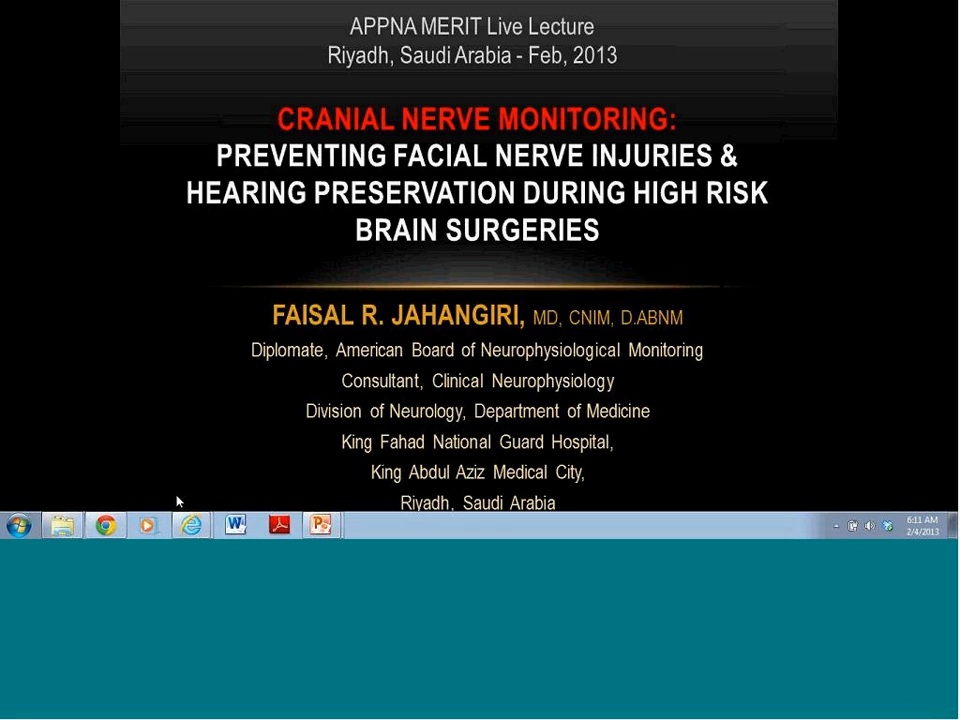 APPNA MERIT Live Lecture
Riyadh, Saudi Arabia - Feb, 2013
CRANIAL NERVE MONITORING:
PREVENTING FACIAL NERVE INJURIES &
HEARING PRESERVATION DURING HIGH RISK
BRAIN SURGERIES
FAISAL R. JAHANGIRI, MD, CNIM, D.ABNM
Diplomate, American Board of Neurophysiological Monitoring
Consultant, Clinical Neurophysiology
Division of Neurology, Department of Medicine
King Fahad National Guard Hospital,
King Abdul Aziz Medical City,
Riyadh, Saudi Arabia
6:11 AM
2/4/2013